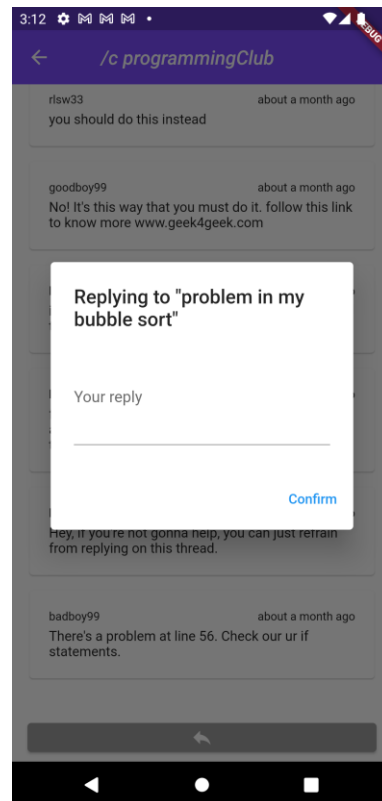 3:12
DEBUG
/c programmingClub
rlsw33 about a month ago
you should do this instead
goodboy99 about a month ago
No! It's this way that you must do it. follow this link
to know more www.geek4geek.com
Replying to "problem in my
bubble sort"
Your reply
Confirm
Hey, if you're not gonna help, you can just refrain
from replying on this thread.
badboy99 about a month ago
There's a problem at line 56. Check our ur if
statements.